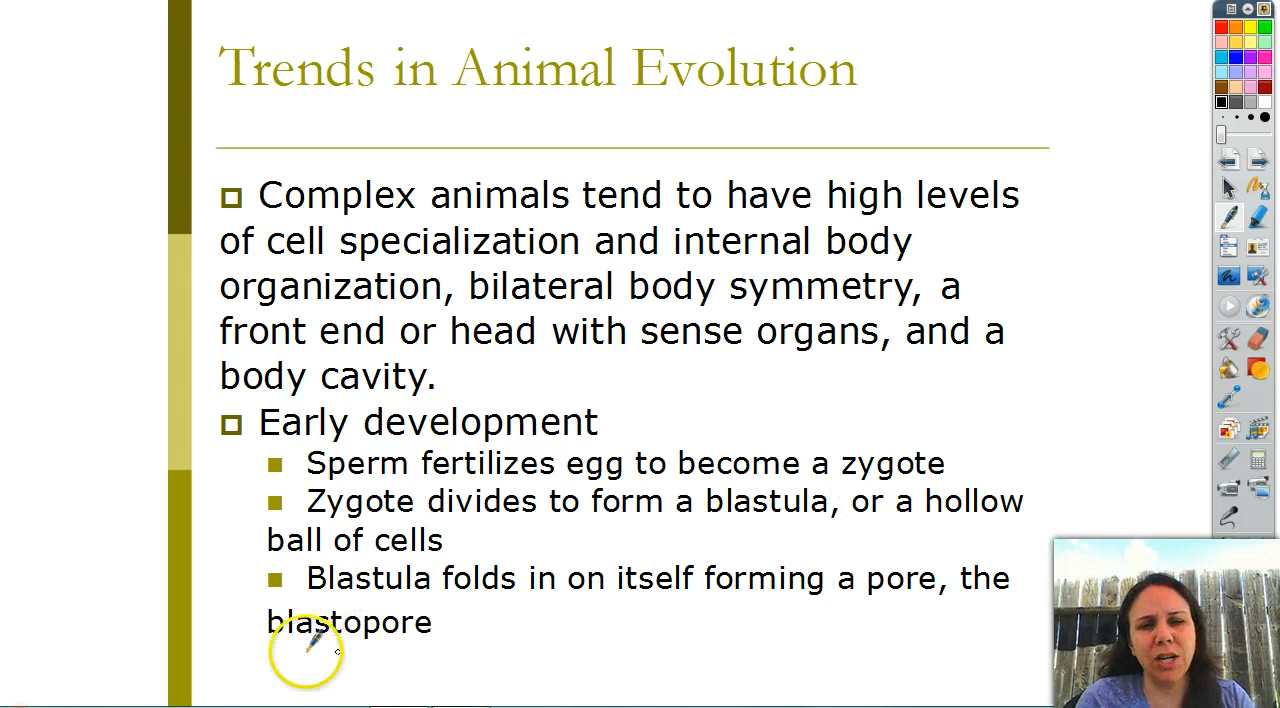 Trends in Animal Evolution
Complex animals tend to have high levels
of cell specialization and internal body
organization, bilateral body symmetry, a
front end or head with sense organs, and a
body cavity.
Early development
Sperm fertilizes egg to become a zygote
Zygote divides to form a blastula, or a hollow
ball of cells
Blastula folds in on itself forming a pore, the
blastopore